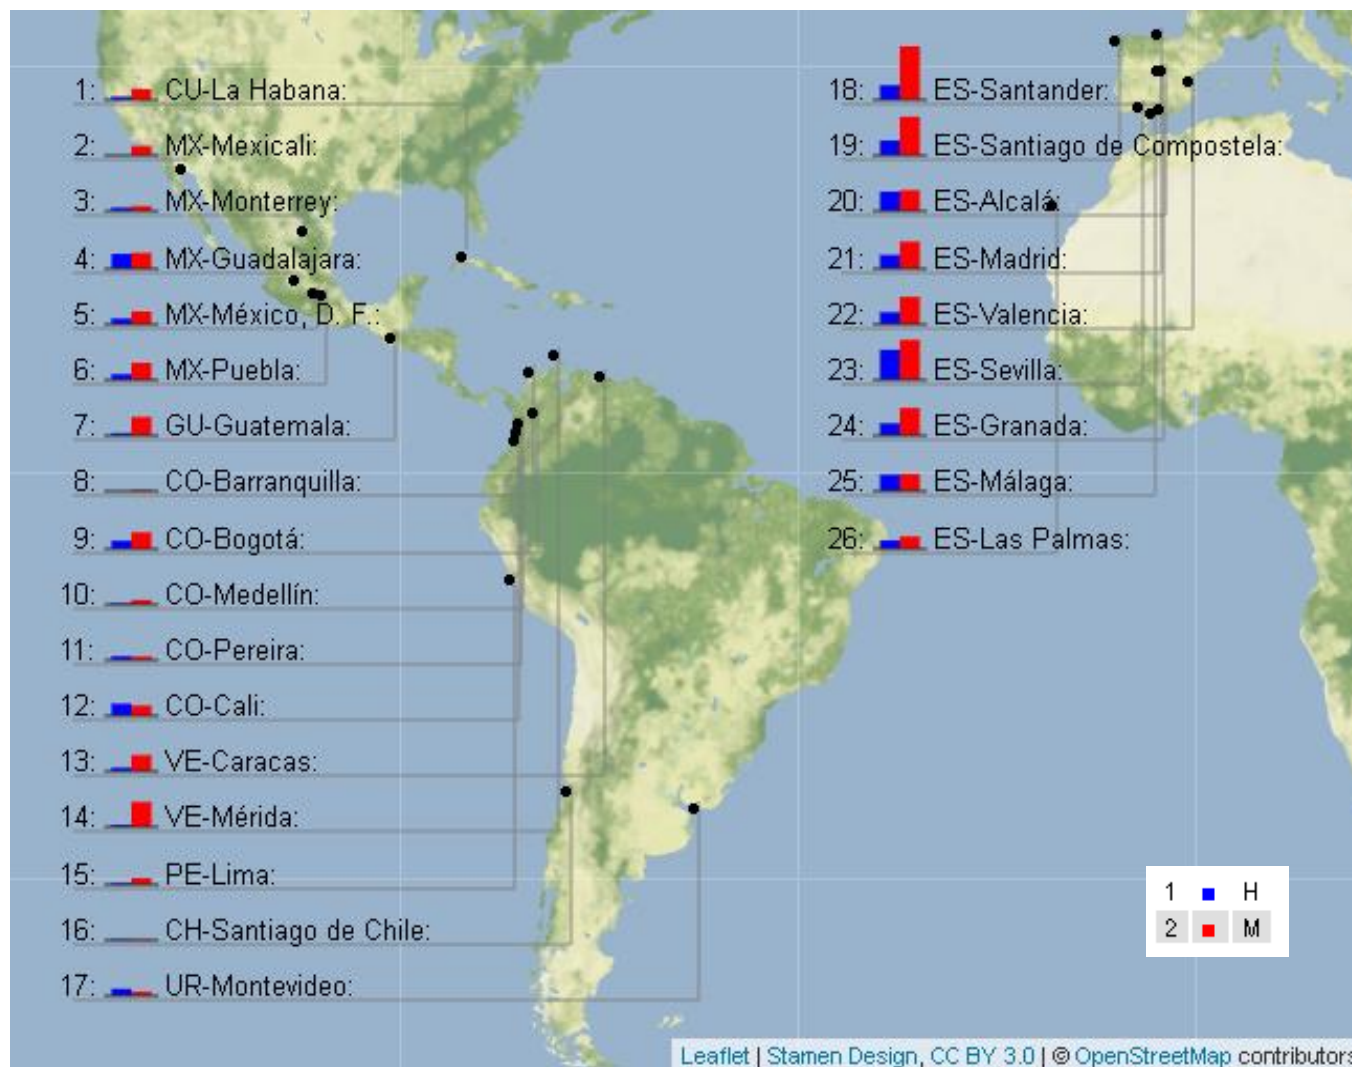 1: CU-La Habana:
2: MX-Mexicali:
3: MX-Monterrey:
4: MX-Guadalajara:
5: MX-México, D. F.:
6: MX-Puebla:
7: GU-Guatemala:
8: CO-Barranquilla:
9: CO-Bogotá:
10: CO-Medellín:
11: CO-Pereira:
12: CO-Cali:
13: VE-Caracas:
14: VE-Mérida:
15: PE-Lima:
16: CH-Santiago de Chile:
17: UR-Montevideo:
18: ES-Santander:
19: ES-Santiago de Compostela:
20: ES-Alcalá:
21: ES-Madrid:
22: ES-Valencia:
23: ES-Sevilla:
24: ES-Granada:
25: ES-Málaga:
26: ES-Las Palmas:
1 H
2 M
Leaflet | Stamen Design, CC BY 3.0 | © OpenStreetMap contributors